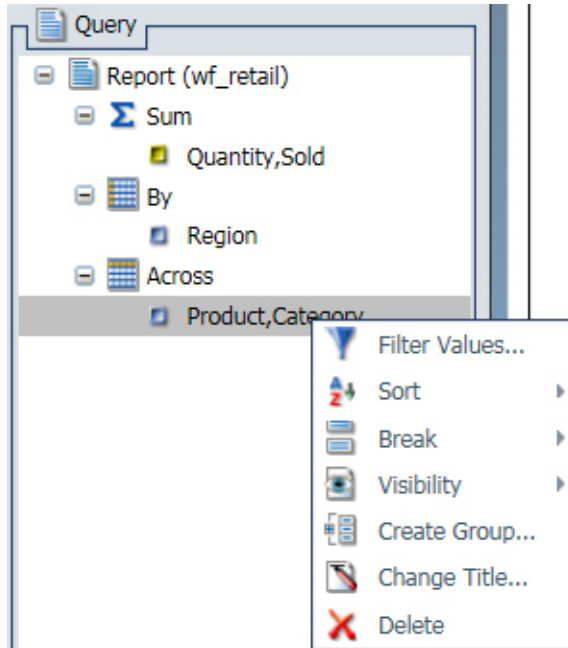 Query
Report (wf_retail)
Sum
Quantity,Sold
By
Region
Across
Product,Category
Filter Values...
Sort
Break
Visibility
Create Group...
Change Title...
Delete